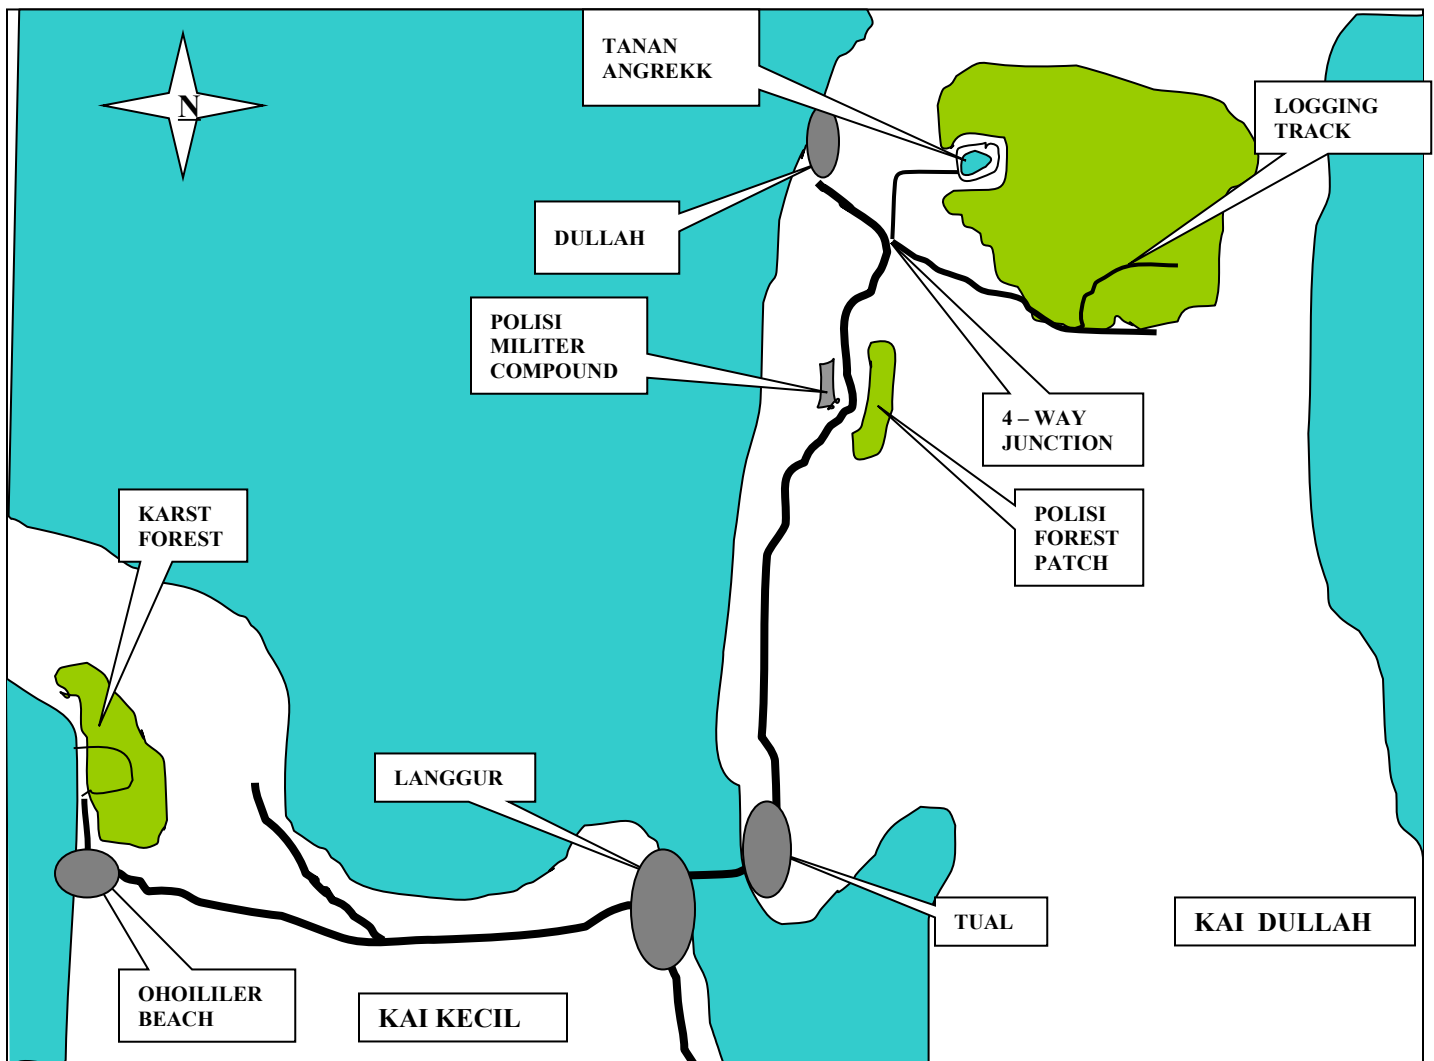 TANAN
ANGREKK
LOGGING
TRACK
N
DULLAH
POLISI
MILITER
COMPOUND
4 – WAY
JUNCTION
POLISI
FOREST
PATCH
KARST
FOREST
LANGGUR
TUAL
KAI DULLAH
OHOILILER
BEACH
KAI KECIL